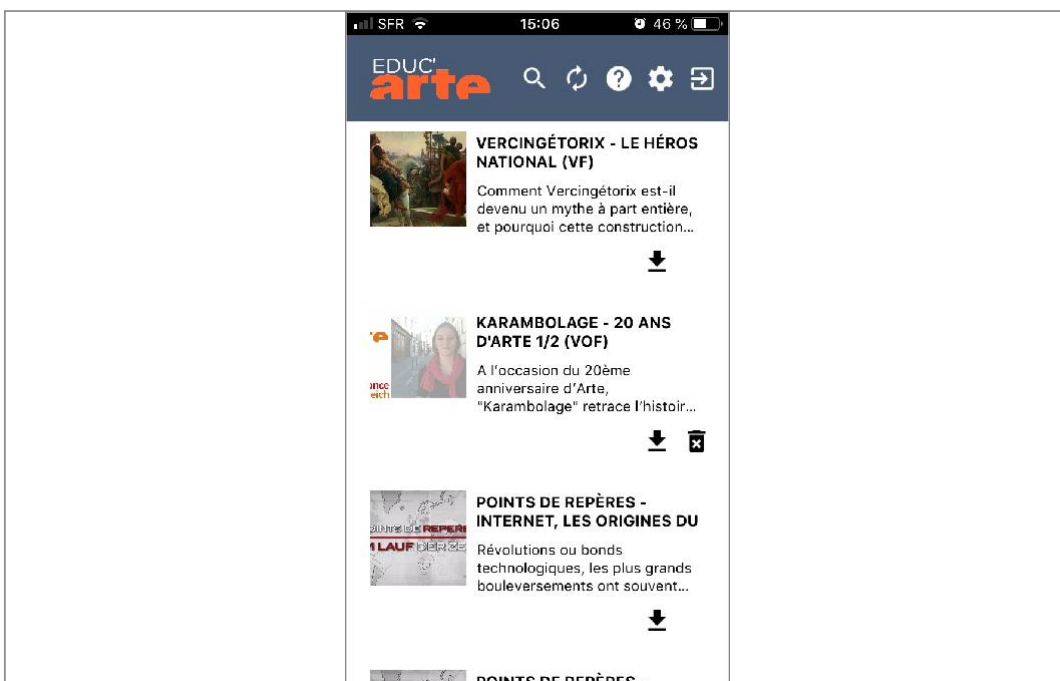 SFR 15:06 46 %
EDUC'
arte
VERCINGÉTORIX - LE HÉROS
NATIONAL (VF)
Comment Vercingétorix est-il
devenu un mythe à part entière,
et pourquoi cette construction...
KARAMBOLAGE - 20 ANS
D'ARTE 1/2 (VOF)
A l'occasion du 20ème
anniversaire d'Arte,
"Karambolage" retrace l'histoir...
POINTS DE REPÈRES -
INTERNET, LES ORIGINES DU
Révolutions ou bonds
technologiques, les plus grands
bouleversements ont souvent...
POINTS DE REPÈRES -